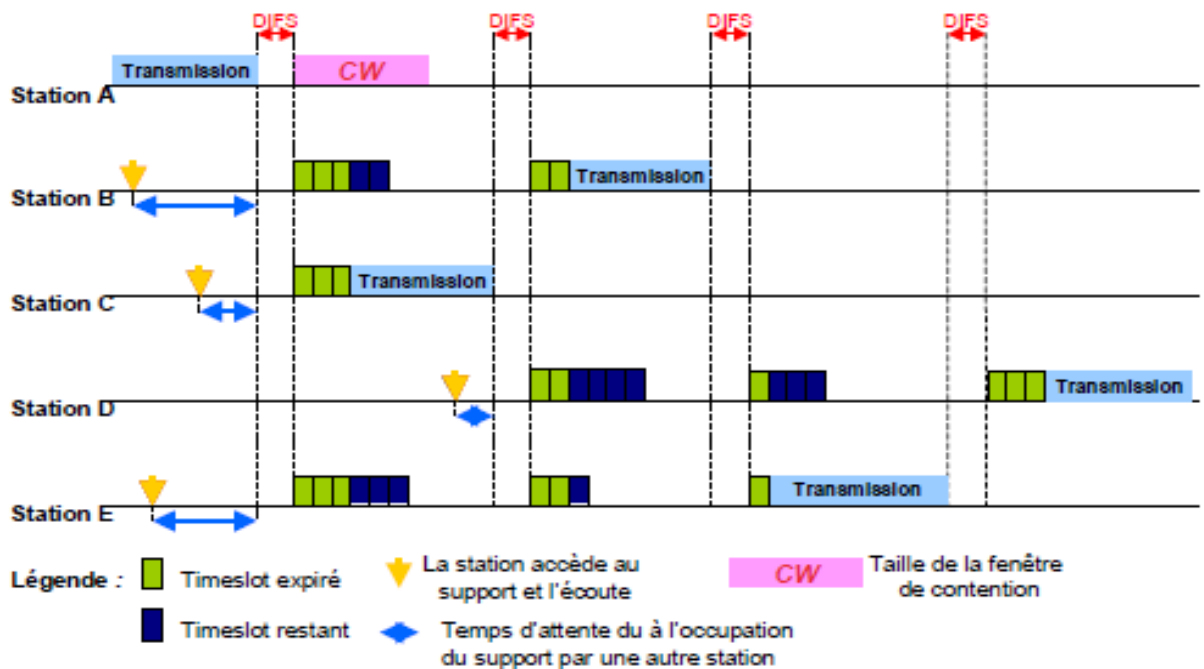 DIFS DIFS DIFS DIFS
Transmission CW
Station A
Transmission
Station B
Transmission
Station C
Transmission
Station D
Transmission
Station E
Légende : Timeslot expiré La station accède au support et l'écoute CW Taille de la fenêtre de contention
Timeslot restant Temps d'attente du à l'occupation du support par une autre station